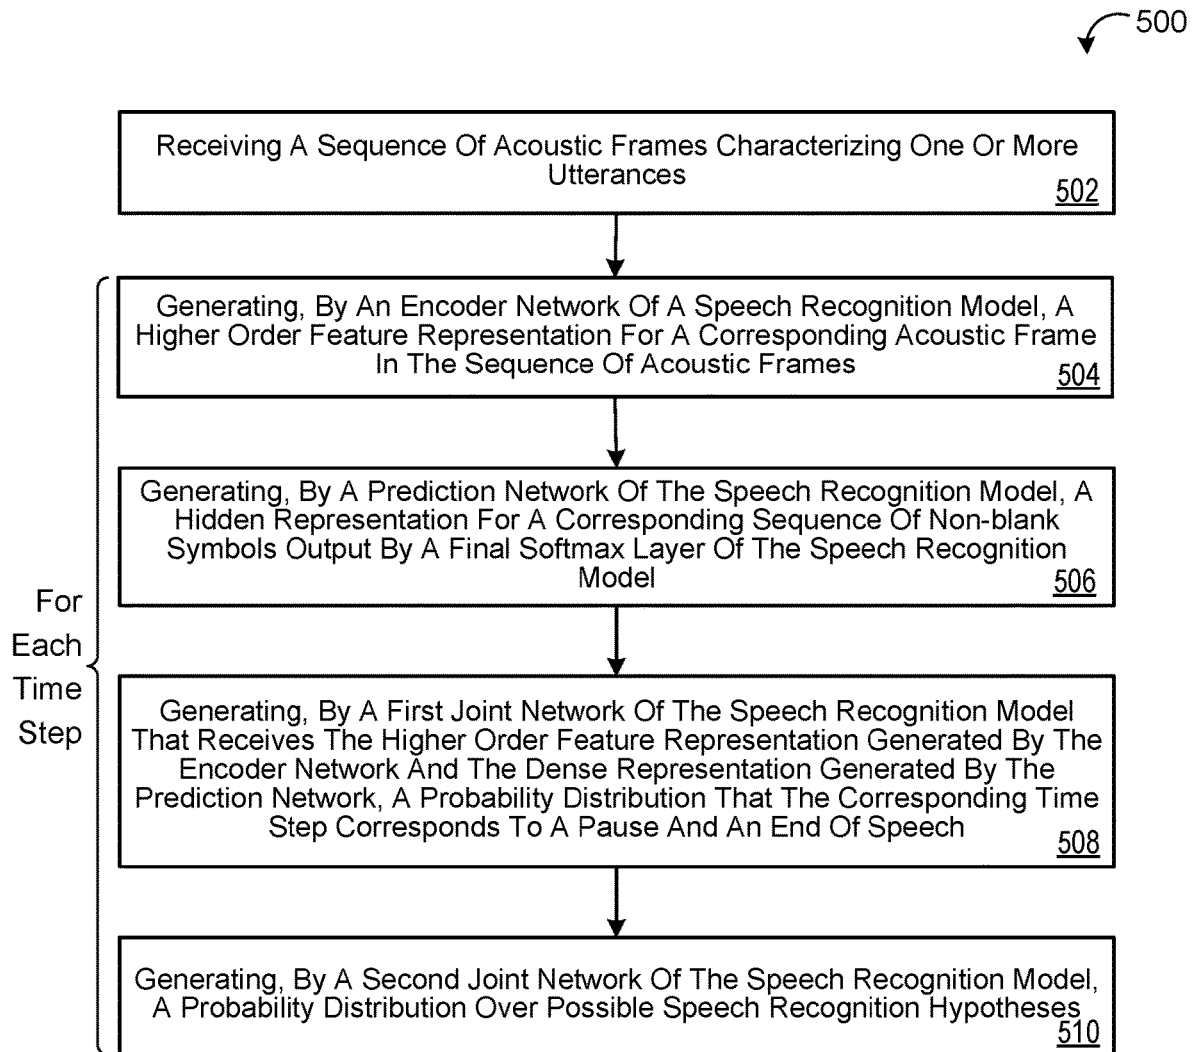 500
Receiving A Sequence Of Acoustic Frames Characterizing One Or More
Utterances
502
Generating, By An Encoder Network Of A Speech Recognition Model, A
Higher Order Feature Representation For A Corresponding Acoustic Frame
In The Sequence Of Acoustic Frames
504
Generating, By A Prediction Network Of The Speech Recognition Model, A
Hidden Representation For A Corresponding Sequence Of Non-blank
Symbols Output By A Final Softmax Layer Of The Speech Recognition
Model
506
For
Each
Time
Step
Generating, By A First Joint Network Of The Speech Recognition Model
That Receives The Higher Order Feature Representation Generated By The
Encoder Network And The Dense Representation Generated By The
Prediction Network, A Probability Distribution That The Corresponding Time
Step Corresponds To A Pause And An End Of Speech
508
Generating, By A Second Joint Network Of The Speech Recognition Model,
A Probability Distribution Over Possible Speech Recognition Hypotheses
510